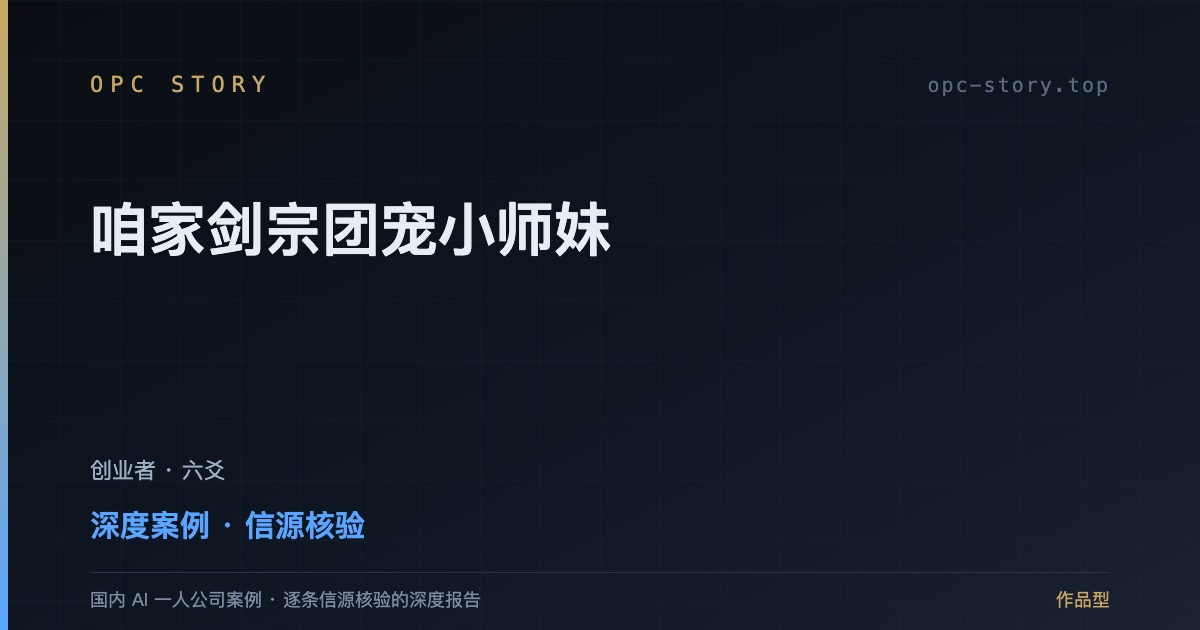 OPC STORY
opc-story.top
咱家剑宗团宠小师妹
创业者 · 六爻
深度案例 · 信源核验
国内 AI 一人公司案例 · 逐条信源核验的深度报告
作品型